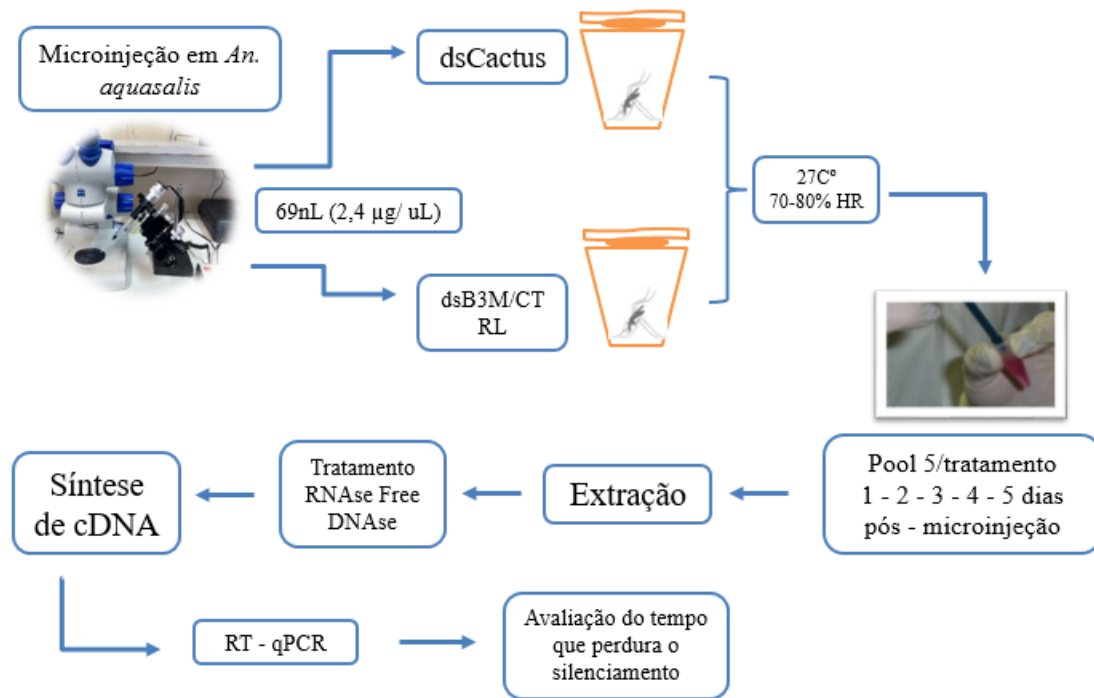 Microinjeção em An.
aquasalis
dsCactus
69nL (2,4 µg/ uL)
dsB3M/CT
RL
27Cº
70-80% HR
Pool 5/tratamento
1 - 2 - 3 - 4 - 5 dias
pós - microinjeção
Extração
Tratamento
RNAse Free
DNAse
Síntese
de cDNA
RT - qPCR
Avaliação do tempo
que perdura o
silenciamento